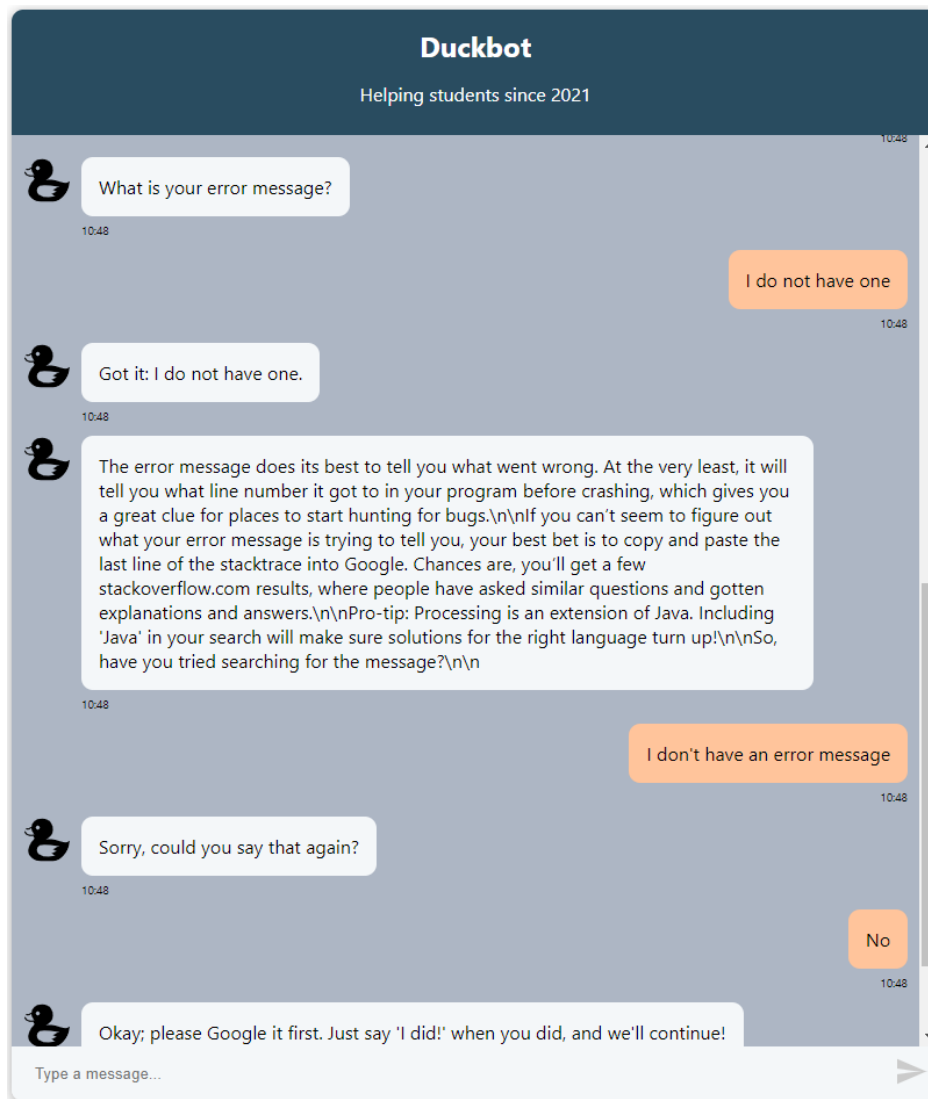 Duckbot
Helping students since 2021
10:48
What is your error message?
10:48
I do not have one
10:48
Got it: I do not have one.
10:48
The error message does its best to tell you what went wrong. At the very least, it will
tell you what line number it got to in your program before crashing, which gives you
a great clue for places to start hunting for bugs.\n\nIf you can’t seem to figure out
what your error message is trying to tell you, your best bet is to copy and paste the
last line of the stacktrace into Google. Chances are, you’ll get a few
stackoverflow.com results, where people have asked similar questions and gotten
explanations and answers.\n\nPro-tip: Processing is an extension of Java. Including
'Java' in your search will make sure solutions for the right language turn up!\n\nSo,
have you tried searching for the message?\n\n
10:48
I don't have an error message
10:48
Sorry, could you say that again?
10:48
No
10:48
Okay; please Google it first. Just say 'I did!' when you did, and we'll continue!
Type a message...